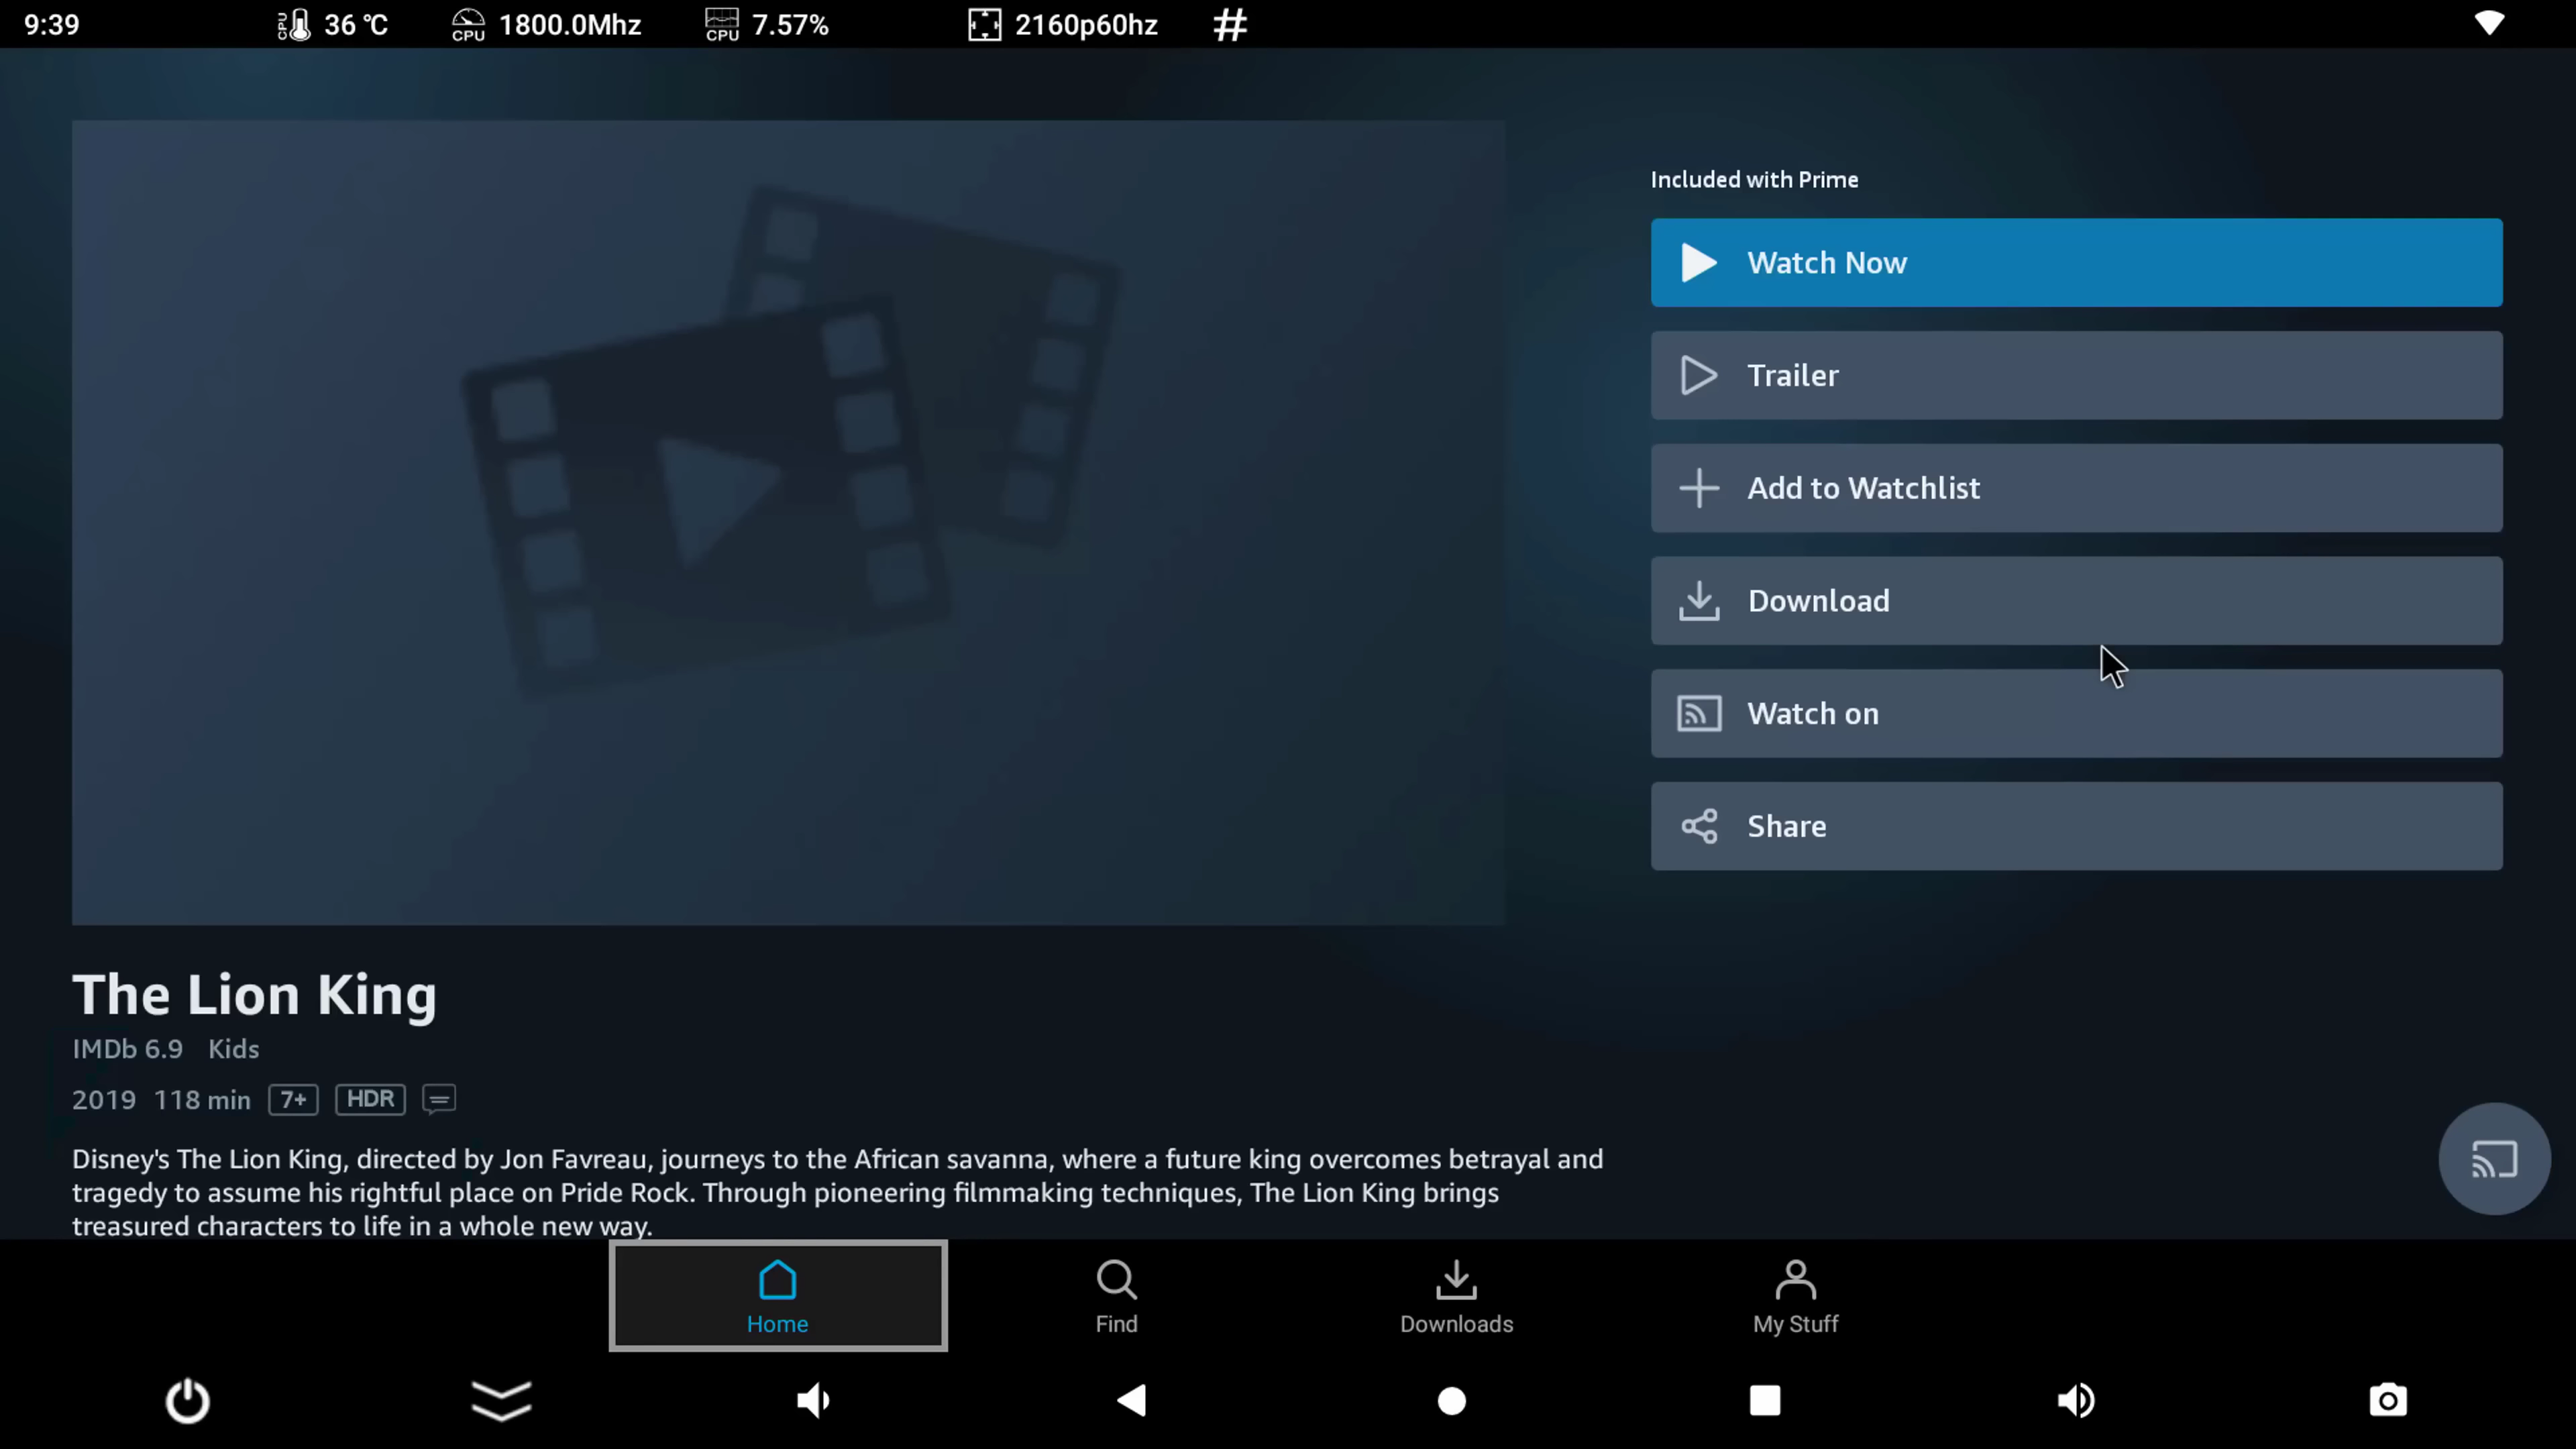 9:39 CPU 36 ℃ CPU 1800.0Mhz CPU 7.57% 2160p60hz #
Included with Prime
Watch Now
Trailer
Add to Watchlist
Download
Watch on
Share
The Lion King
IMDb 6.9 Kids
2019 118 min 7+ HDR
Disney's The Lion King, directed by Jon Favreau, journeys to the African savanna, where a future king overcomes betrayal and
tragedy to assume his rightful place on Pride Rock. Through pioneering filmmaking techniques, The Lion King brings
treasured characters to life in a whole new way.
Home Find Downloads My Stuff